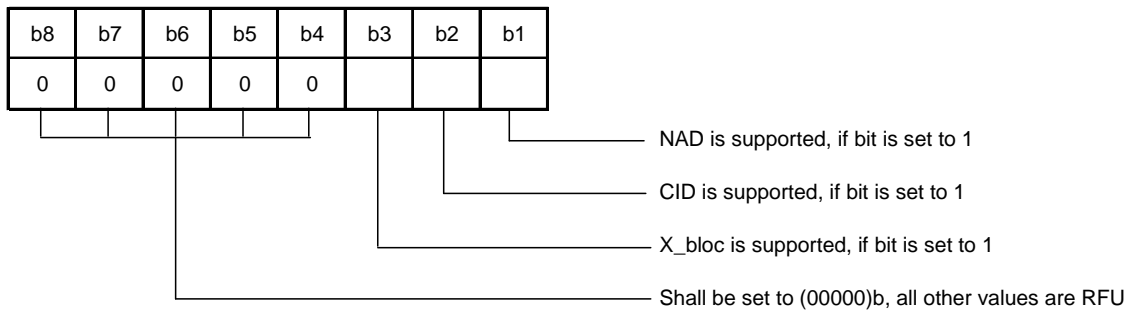 b8 b7 b6 b5 b4 b3 b2 b1
0 0 0 0 0
NAD is supported, if bit is set to 1
CID is supported, if bit is set to 1
X_bloc is supported, if bit is set to 1
Shall be set to (00000)b, all other values are RFU